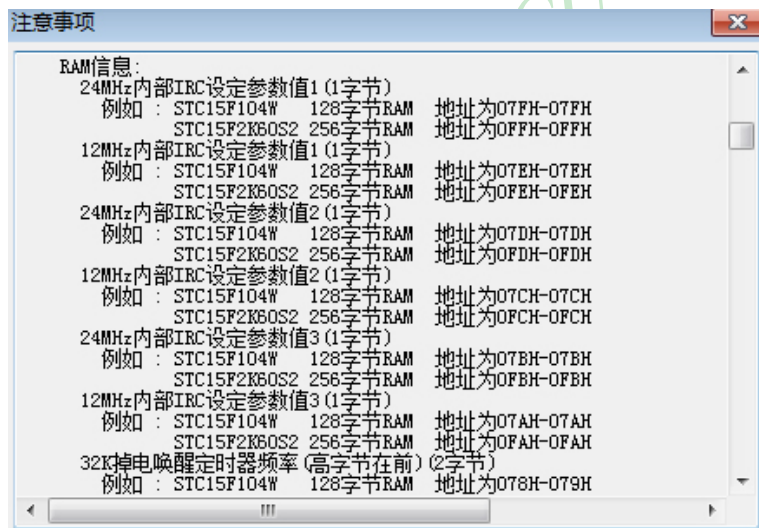 注意事项
RAM信息:
24MHz内部IRC设定参数值1(1字节)
例如 : STC15F104W 128字节RAM 地址为07FH-07FH
STC15F2K60S2 256字节RAM 地址为0FFH-0FFH
12MHz内部IRC设定参数值1(1字节)
例如 : STC15F104W 128字节RAM 地址为07EH-07EH
STC15F2K60S2 256字节RAM 地址为0FEH-0FEH
24MHz内部IRC设定参数值2(1字节)
例如 : STC15F104W 128字节RAM 地址为07DH-07DH
STC15F2K60S2 256字节RAM 地址为0FDH-0FDH
12MHz内部IRC设定参数值2(1字节)
例如 : STC15F104W 128字节RAM 地址为07CH-07CH
STC15F2K60S2 256字节RAM 地址为0FCH-0FCH
24MHz内部IRC设定参数值3(1字节)
例如 : STC15F104W 128字节RAM 地址为07BH-07BH
STC15F2K60S2 256字节RAM 地址为0FBH-0FBH
12MHz内部IRC设定参数值3(1字节)
例如 : STC15F104W 128字节RAM 地址为07AH-07AH
STC15F2K60S2 256字节RAM 地址为0FAH-0FAH
32K掉电唤醒定时器频率(高字节在前)(2字节)
例如 : STC15F104W 128字节RAM 地址为078H-079H